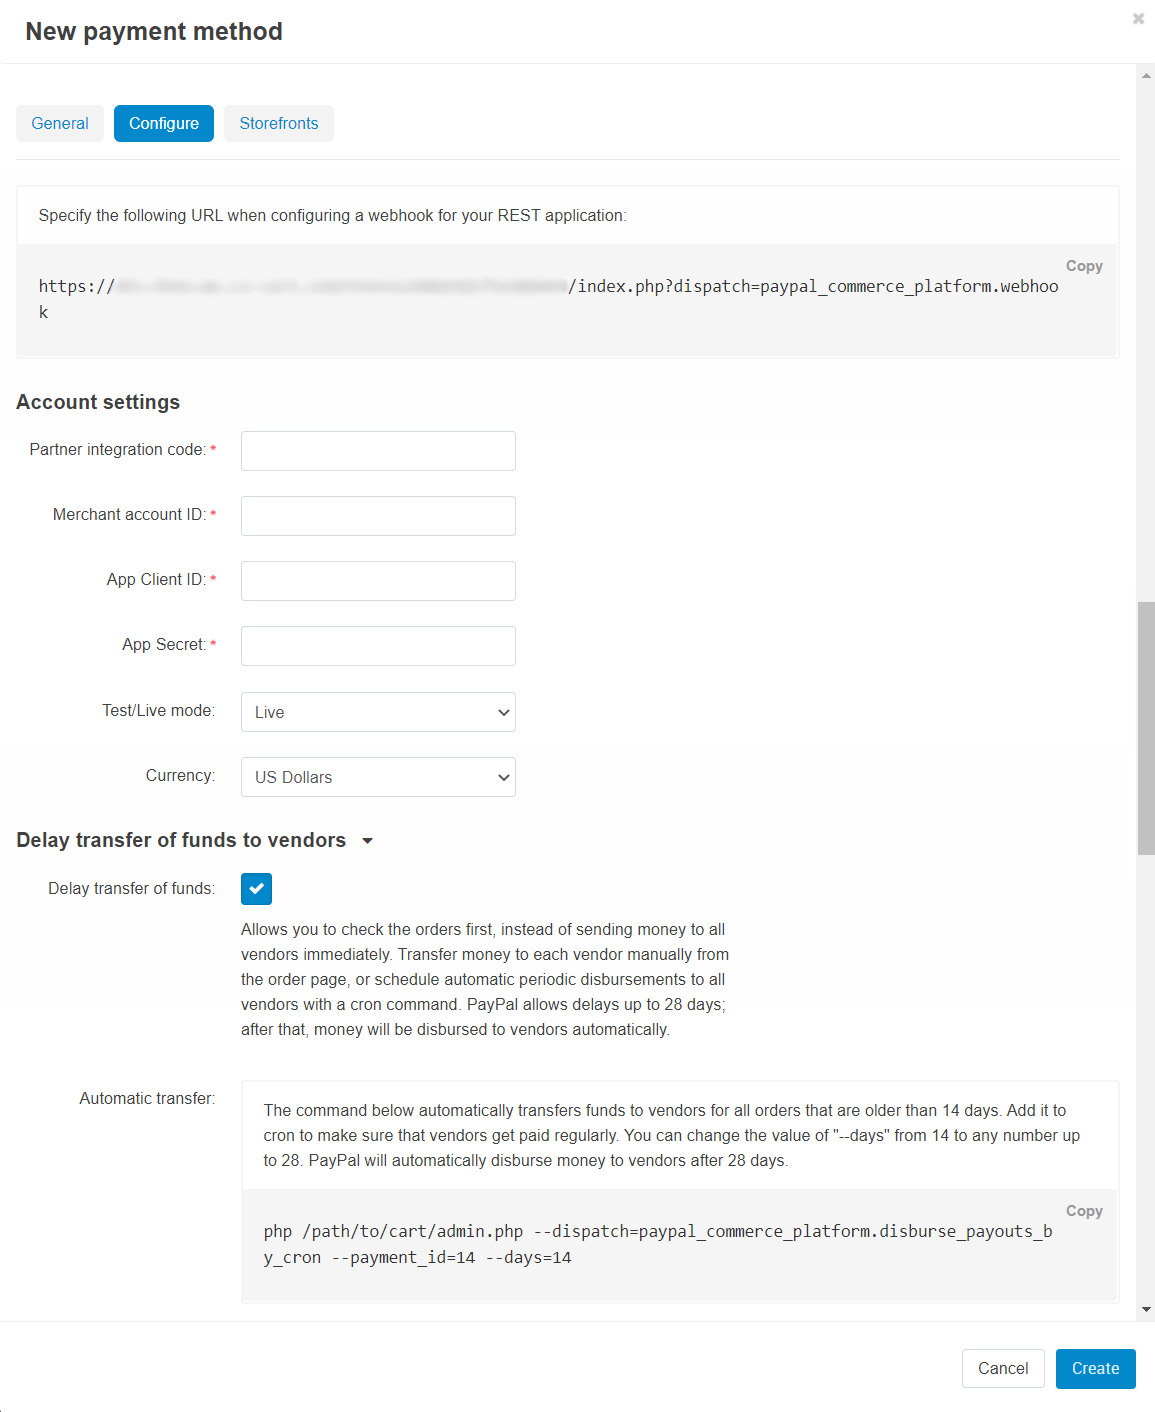 New payment method
General Configure Storefronts
Specify the following URL when configuring a webhook for your REST application:
Copy
https:// /index.php?dispatch=paypal_commerce_platform.webhoo
k
Account settings
Partner integration code:*
Merchant account ID:*
App Client ID:*
App Secret:*
Test/Live mode: Live
Currency: US Dollars
Delay transfer of funds to vendors
Delay transfer of funds:
Allows you to check the orders first, instead of sending money to all
vendors immediately. Transfer money to each vendor manually from
the order page, or schedule automatic periodic disbursements to all
vendors with a cron command. PayPal allows delays up to 28 days;
after that, money will be disbursed to vendors automatically.
Automatic transfer:
The command below automatically transfers funds to vendors for all orders that are older than 14 days. Add it to
cron to make sure that vendors get paid regularly. You can change the value of "--days" from 14 to any number up
to 28. PayPal will automatically disburse money to vendors after 28 days.
Copy
php /path/to/cart/admin.php --dispatch=paypal_commerce_platform.disburse_payouts_b
y_cron --payment_id=14 --days=14
Cancel Create